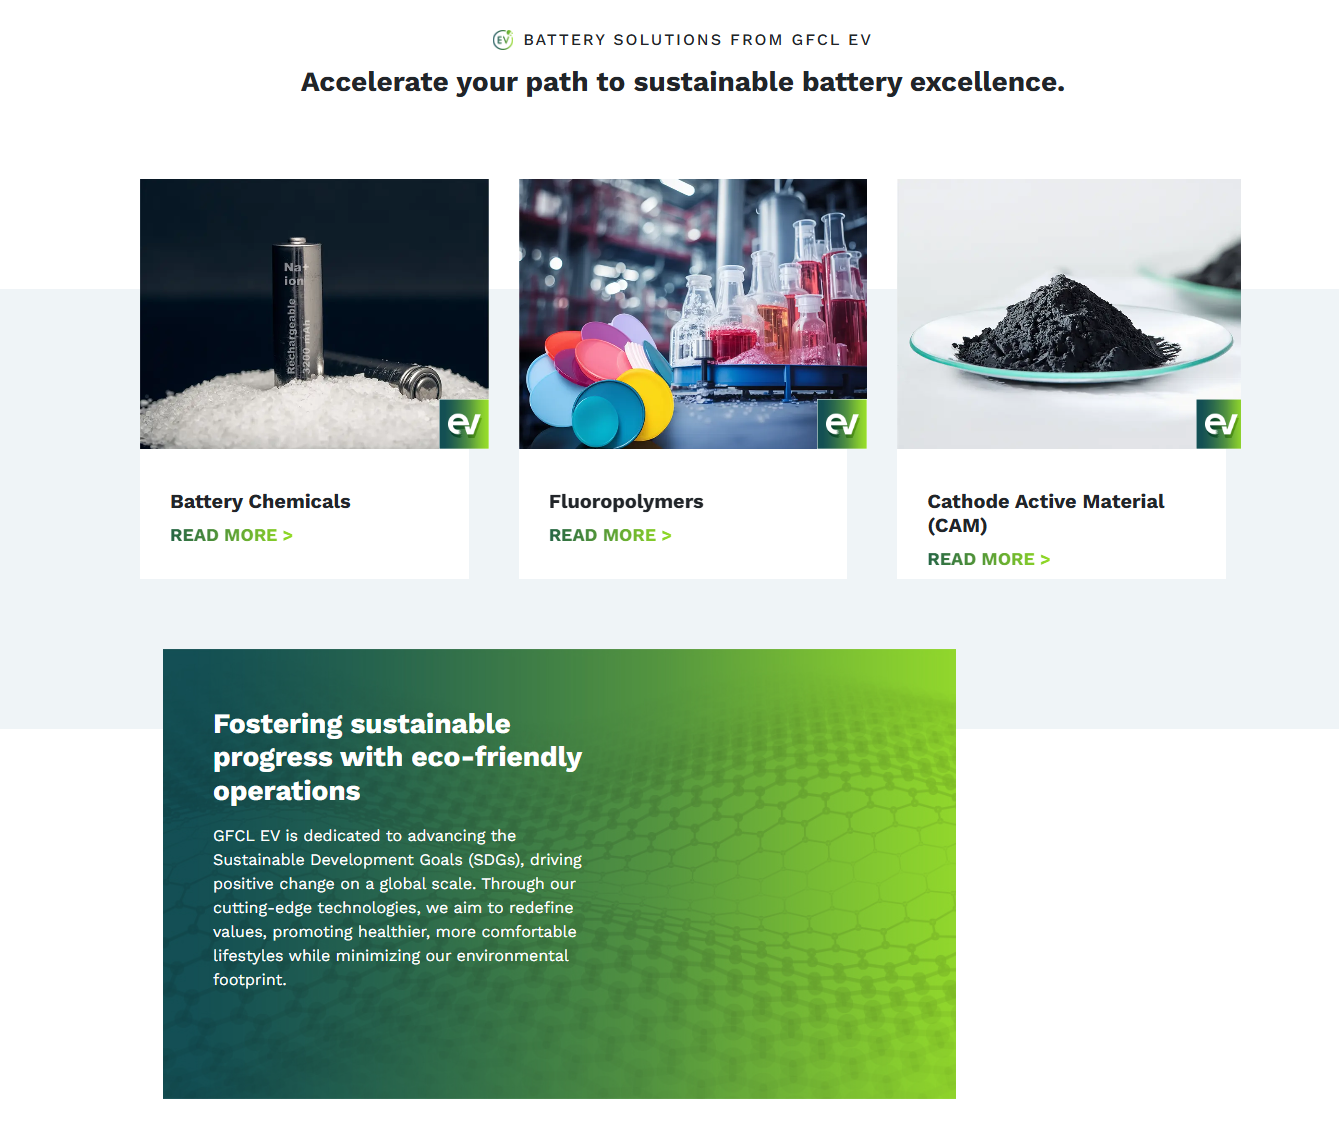 EV BATTERY SOLUTIONS FROM GFCL EV
Accelerate your path to sustainable battery excellence.
Na+
ion
Rechargeable
3200 mAh
ev
ev
ev
Battery Chemicals
READ MORE >
Fluoropolymers
READ MORE >
Cathode Active Material
(CAM)
READ MORE >
Fostering sustainable
progress with eco-friendly
operations
GFCL EV is dedicated to advancing the
Sustainable Development Goals (SDGs), driving
positive change on a global scale. Through our
cutting-edge technologies, we aim to redefine
values, promoting healthier, more comfortable
lifestyles while minimizing our environmental
footprint.